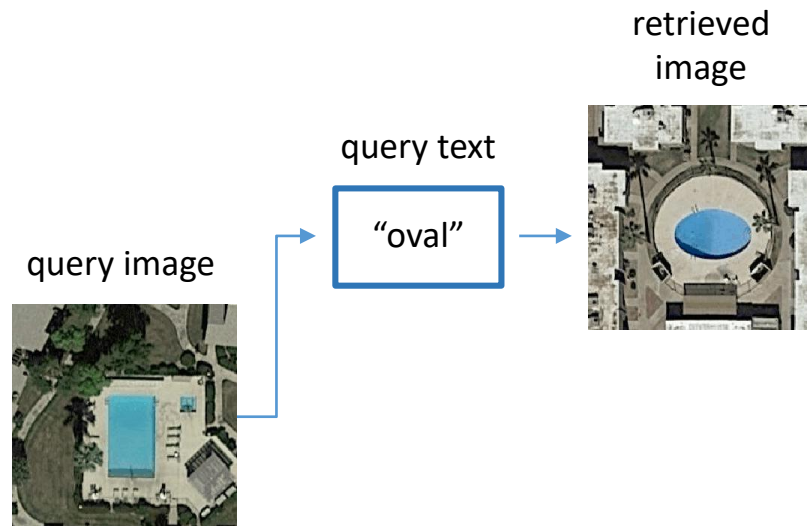 retrieved
image
query text
“oval”
query image